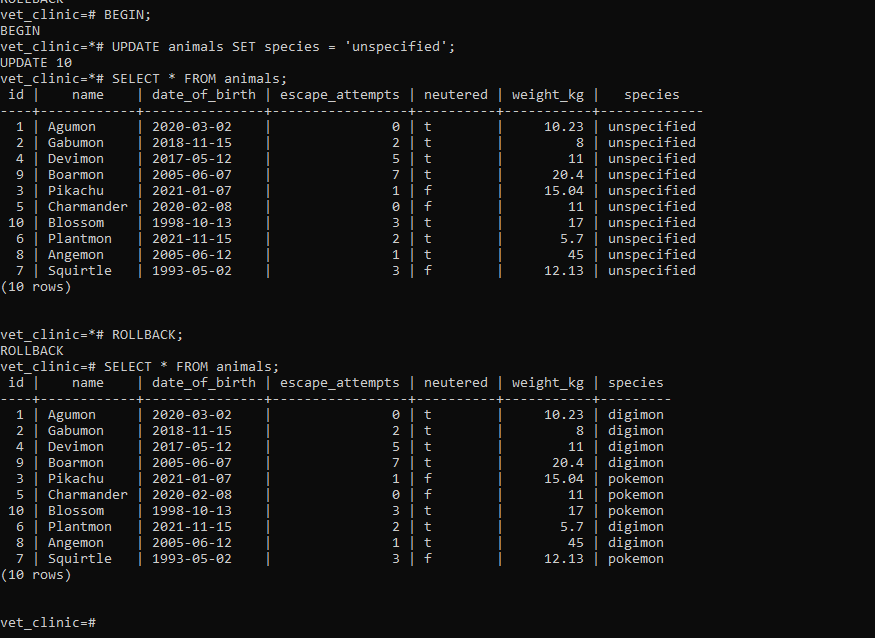 ROLLBACK
vet_clinic=# BEGIN;
BEGIN
vet_clinic=*# UPDATE animals SET species = 'unspecified';
UPDATE 10
vet_clinic=*# SELECT * FROM animals;
 id |    name    | date_of_birth | escape_attempts | neutered | weight_kg |   species
----+------------+---------------+-----------------+----------+-----------+-------------
  1 | Agumon     | 2020-03-02    |               0 | t        |     10.23 | unspecified
  2 | Gabumon    | 2018-11-15    |               2 | t        |         8 | unspecified
  4 | Devimon    | 2017-05-12    |               5 | t        |        11 | unspecified
  9 | Boarmon    | 2005-06-07    |               7 | t        |      20.4 | unspecified
  3 | Pikachu    | 2021-01-07    |               1 | f        |     15.04 | unspecified
  5 | Charmander | 2020-02-08    |               0 | f        |        11 | unspecified
 10 | Blossom    | 1998-10-13    |               3 | t        |        17 | unspecified
  6 | Plantmon   | 2021-11-15    |               2 | t        |       5.7 | unspecified
  8 | Angemon    | 2005-06-12    |               1 | t        |        45 | unspecified
  7 | Squirtle   | 1993-05-02    |               3 | f        |     12.13 | unspecified
(10 rows)
vet_clinic=*# ROLLBACK;
ROLLBACK
vet_clinic=# SELECT * FROM animals;
 id |    name    | date_of_birth | escape_attempts | neutered | weight_kg | species
----+------------+---------------+-----------------+----------+-----------+---------
  1 | Agumon     | 2020-03-02    |               0 | t        |     10.23 | digimon
  2 | Gabumon    | 2018-11-15    |               2 | t        |         8 | digimon
  4 | Devimon    | 2017-05-12    |               5 | t        |        11 | digimon
  9 | Boarmon    | 2005-06-07    |               7 | t        |      20.4 | digimon
  3 | Pikachu    | 2021-01-07    |               1 | f        |     15.04 | pokemon
  5 | Charmander | 2020-02-08    |               0 | f        |        11 | pokemon
 10 | Blossom    | 1998-10-13    |               3 | t        |        17 | pokemon
  6 | Plantmon   | 2021-11-15    |               2 | t        |       5.7 | digimon
  8 | Angemon    | 2005-06-12    |               1 | t        |        45 | digimon
  7 | Squirtle   | 1993-05-02    |               3 | f        |     12.13 | pokemon
(10 rows)
vet_clinic=#